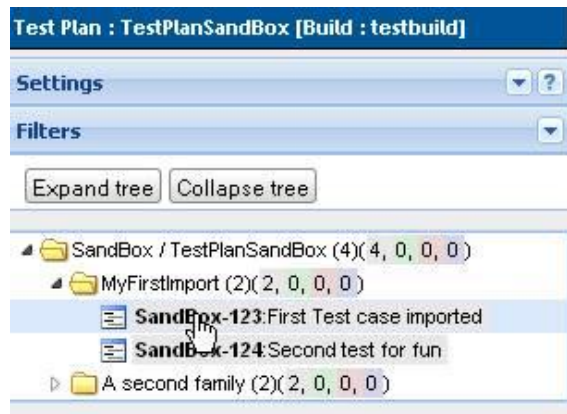 Test Plan : TestPlanSandBox [Build : testbuild]
Settings
?
Filters
Expand tree Collapse tree
SandBox / TestPlanSandBox (4)(4, 0, 0, 0)
MyFirstImport (2)(2, 0, 0, 0)
SandBox-123:First Test case imported
SandBox-124:Second test for fun
A second family (2)(2, 0, 0, 0)